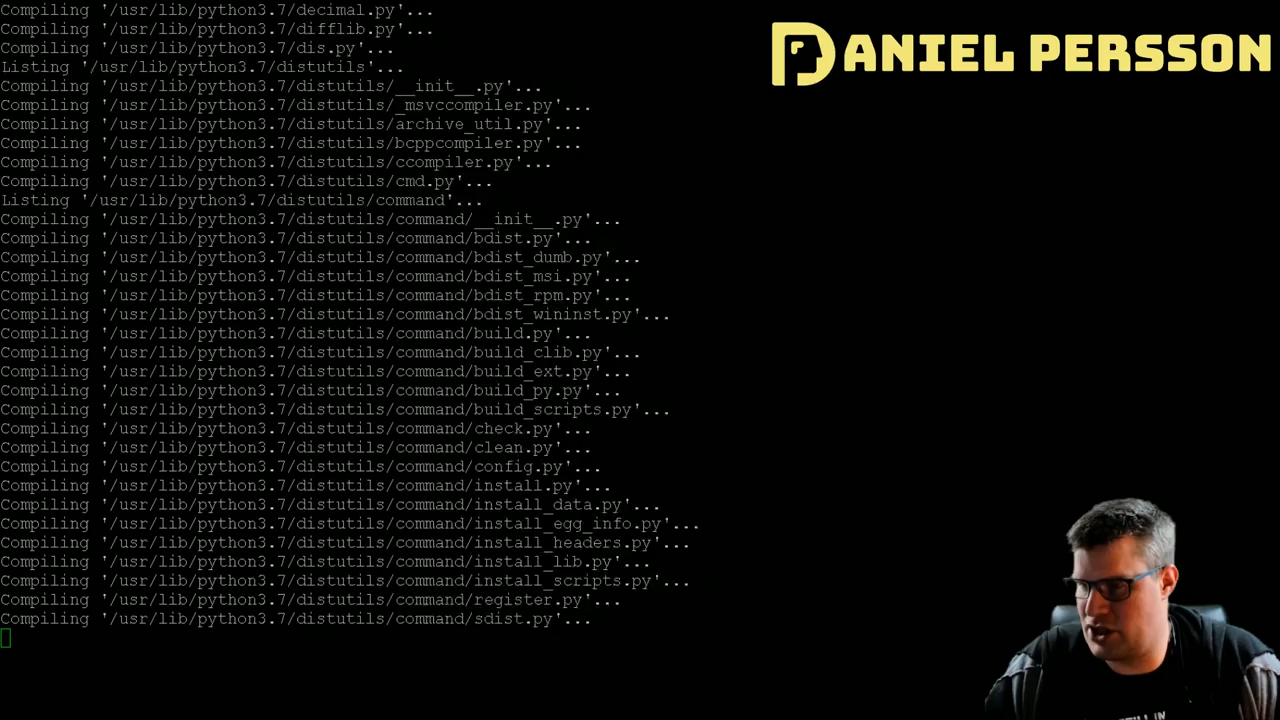 Compiling '/usr/lib/python3.7/decimal.py'...
Compiling '/usr/lib/python3.7/difflib.py'...
Compiling '/usr/lib/python3.7/dis.py'...
Listing '/usr/lib/python3.7/distutils'...
Compiling '/usr/lib/python3.7/distutils/__init__.py'...
Compiling '/usr/lib/python3.7/distutils/_msvccompiler.py'...
Compiling '/usr/lib/python3.7/distutils/archive_util.py'...
Compiling '/usr/lib/python3.7/distutils/bcppcompiler.py'...
Compiling '/usr/lib/python3.7/distutils/ccompiler.py'...
Compiling '/usr/lib/python3.7/distutils/cmd.py'...
Listing '/usr/lib/python3.7/distutils/command'...
Compiling '/usr/lib/python3.7/distutils/command/__init__.py'...
Compiling '/usr/lib/python3.7/distutils/command/bdist.py'...
Compiling '/usr/lib/python3.7/distutils/command/bdist_dumb.py'...
Compiling '/usr/lib/python3.7/distutils/command/bdist_msi.py'...
Compiling '/usr/lib/python3.7/distutils/command/bdist_rpm.py'...
Compiling '/usr/lib/python3.7/distutils/command/bdist_wininst.py'...
Compiling '/usr/lib/python3.7/distutils/command/build.py'...
Compiling '/usr/lib/python3.7/distutils/command/build_clib.py'...
Compiling '/usr/lib/python3.7/distutils/command/build_ext.py'...
Compiling '/usr/lib/python3.7/distutils/command/build_py.py'...
Compiling '/usr/lib/python3.7/distutils/command/build_scripts.py'...
Compiling '/usr/lib/python3.7/distutils/command/check.py'...
Compiling '/usr/lib/python3.7/distutils/command/clean.py'...
Compiling '/usr/lib/python3.7/distutils/command/config.py'...
Compiling '/usr/lib/python3.7/distutils/command/install.py'...
Compiling '/usr/lib/python3.7/distutils/command/install_data.py'...
Compiling '/usr/lib/python3.7/distutils/command/install_egg_info.py'...
Compiling '/usr/lib/python3.7/distutils/command/install_headers.py'...
Compiling '/usr/lib/python3.7/distutils/command/install_lib.py'...
Compiling '/usr/lib/python3.7/distutils/command/install_scripts.py'...
Compiling '/usr/lib/python3.7/distutils/command/register.py'...
Compiling '/usr/lib/python3.7/distutils/command/sdist.py'...
DANIEL PERSSON